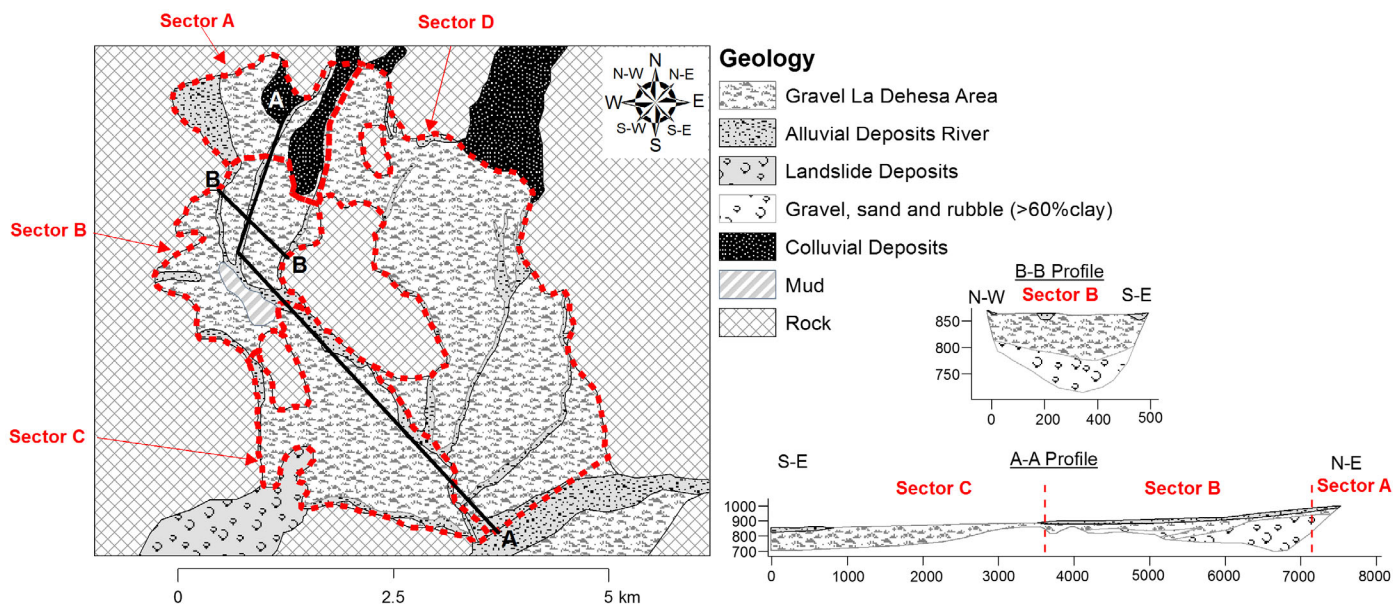 Sector A
Sector D
A
N
N-W
N-E
W
E
S-W
S-E
S
B
B
Sector B
Sector C
A
0
2.5
5 km
Geology
Gravel La Dehesa Area
Alluvial Deposits River
Landslide Deposits
Gravel, sand and rubble (>60%clay)
Colluvial Deposits
Mud
Rock
B-B Profile
N-W
Sector B
S-E
850
800
750
0
200
400
500
S-E
A-A Profile
N-E
Sector C
Sector B
Sector A
1000
900
800
700
0
1000
2000
3000
4000
5000
6000
7000
8000